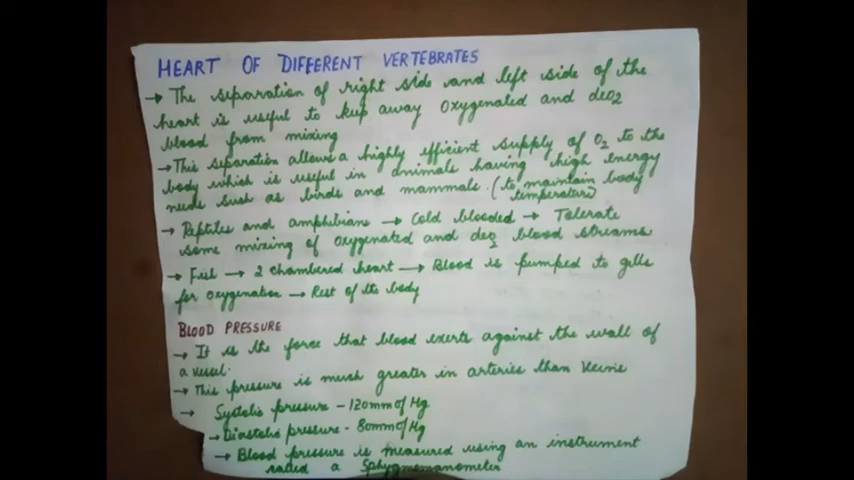 HEART OF DIFFERENT VERTEBRATES
→ The separation of right side and left side of the
heart is useful to keep away oxygenated and deo2
blood from mixing
→ This separation allows a highly efficient supply of O2 to the
body which is useful in animals having high energy
needs such as birds and mammals. (to maintain body
temperature)
→ Reptiles and amphibians → Cold blooded → Tolerate
some mixing of oxygenated and deo2 blood streams
→ Fish → 2 chambered heart → Blood is pumped to gills
for oxygenation → Rest of the body
BLOOD PRESSURE
→ It is the force that blood exerts against the wall of
a vessel.
→ This pressure is much greater in arteries than Veins
→ Systolic pressure - 120mm of Hg
→ Diastolic pressure - 80mm of Hg
→ Blood pressure is measured using an instrument
called a Sphygmomanometer